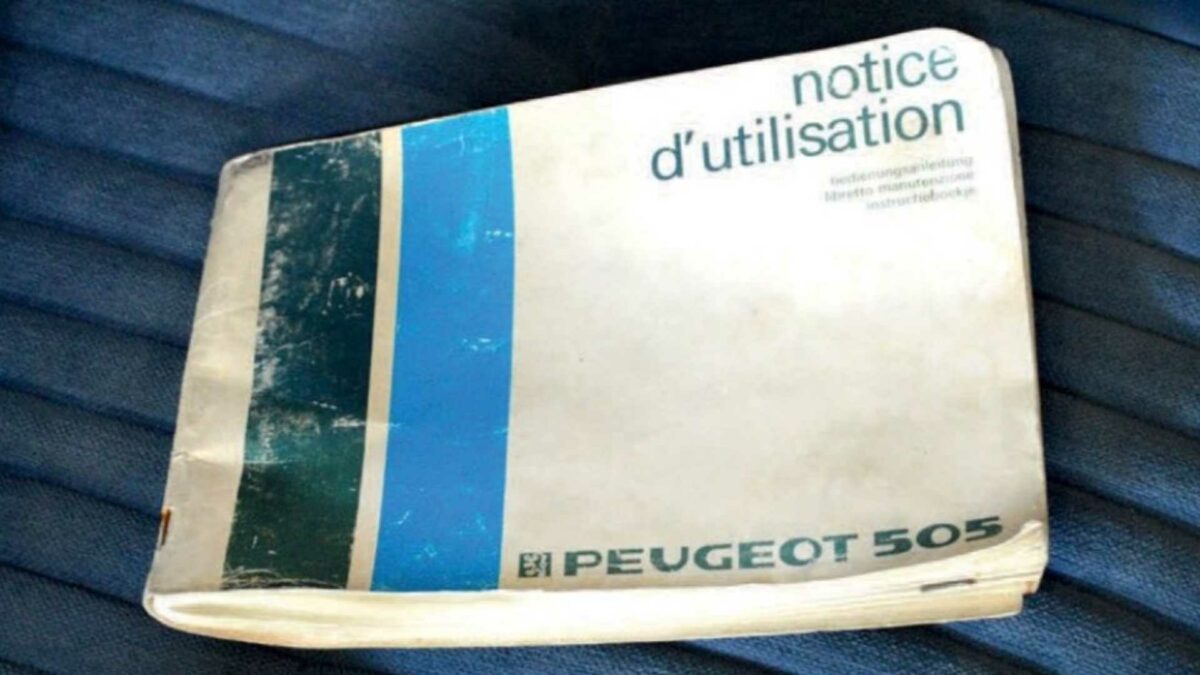 notice
d'utilisation
bedienungsanleitung
libretto manutenzione
instructieboekje
PEUGEOT 505